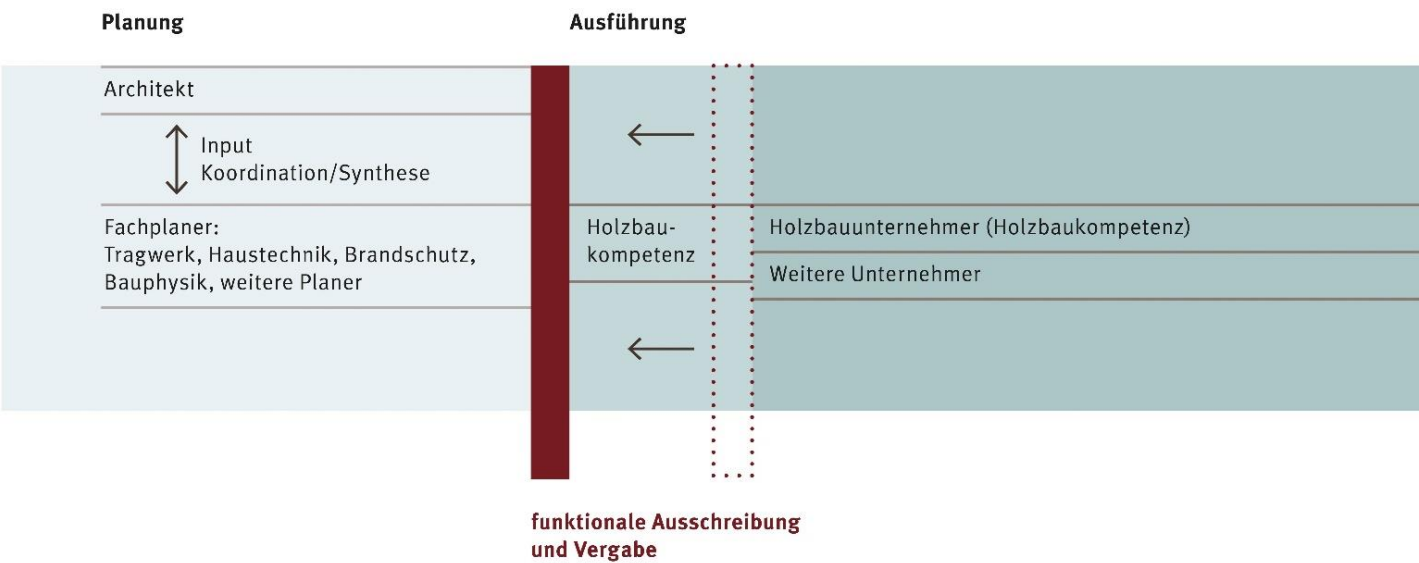 Planung
Ausführung
Architekt
Input
Koordination/Synthese
Fachplaner:
Tragwerk, Haustechnik, Brandschutz,
Bauphysik, weitere Planer
Holzbau-
kompetenz
Holzbauunternehmer (Holzbaukompetenz)
Weitere Unternehmer
funktionale Ausschreibung
und Vergabe